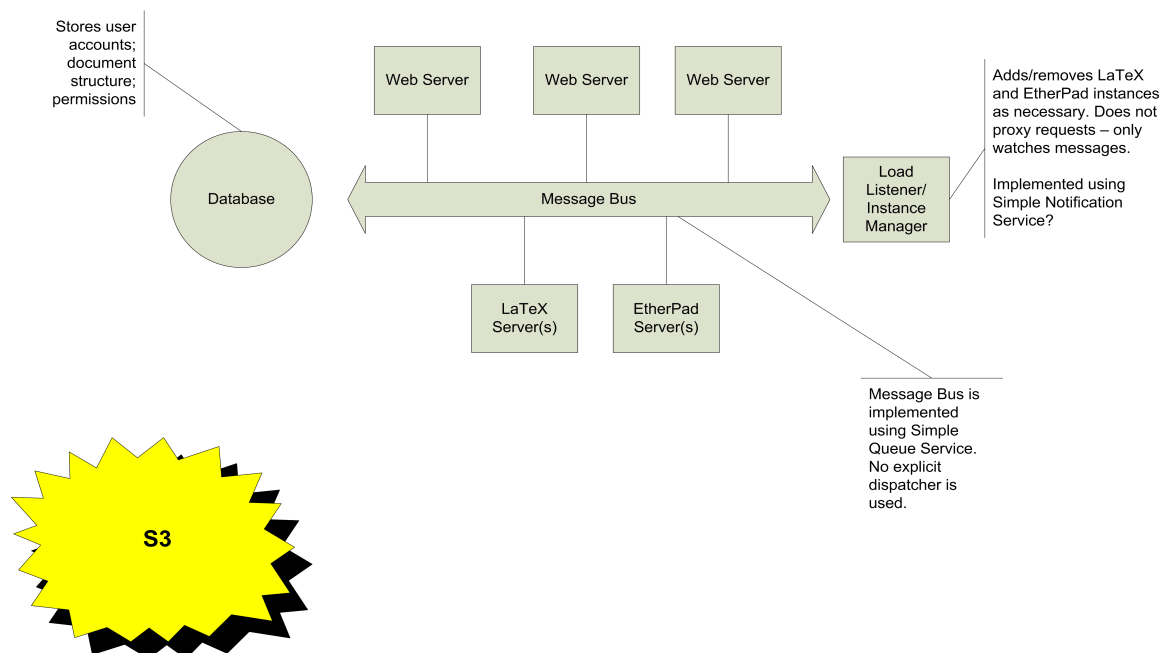 Stores user
accounts;
document
structure;
permissions
Web Server
Web Server
Web Server
Adds/removes LaTeX
and EtherPad instances
as necessary. Does not
proxy requests – only
watches messages.
Implemented using
Simple Notification
Service?
Database
Message Bus
Load
Listener/
Instance
Manager
LaTeX
Server(s)
EtherPad
Server(s)
Message Bus is
implemented
using Simple
Queue Service.
No explicit
dispatcher is
used.
S3